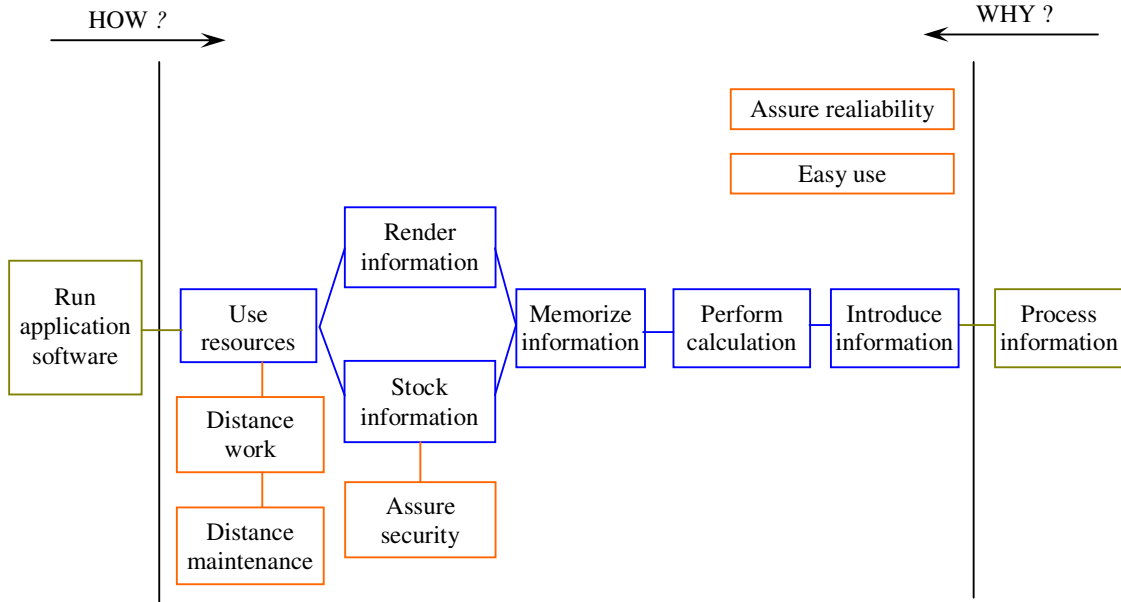 HOW ?
WHY ?
Assure realiability
Easy use
Render
information
Run
application
software
Use
resources
Memorize
information
Perform
calculation
Introduce
information
Process
information
Stock
information
Distance
work
Assure
security
Distance
maintenance